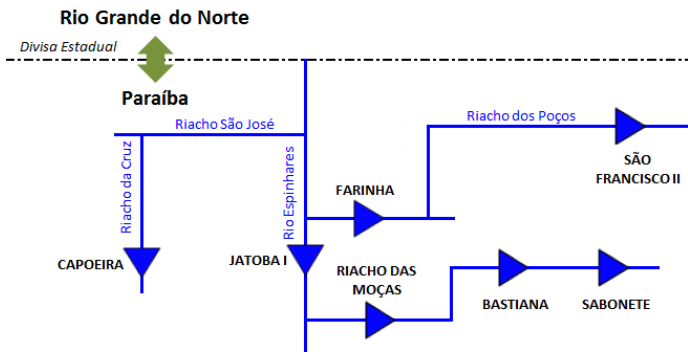 Rio Grande do Norte
Divisa Estadual
Paraíba
Riacho São José
Riacho dos Poços
Riacho da Cruz
Rio Espinhares
SÃO
FRANCISCO II
FARINHA
CAPOEIRA
JATOBA I
RIACHO DAS
MOÇAS
BASTIANA
SABONETE